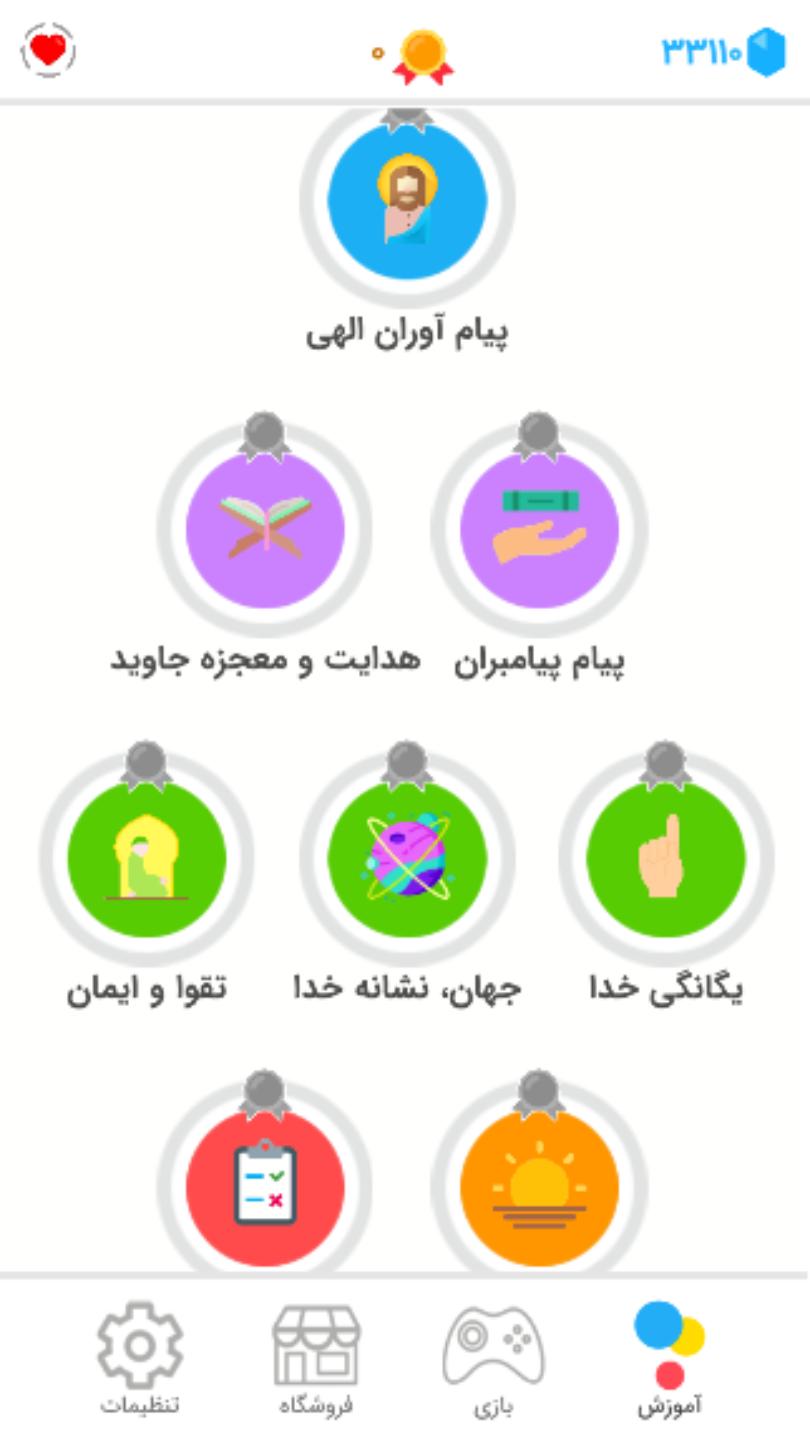 ۰
۳۳۱۱۰
پیام آوران الهی
پیام پیامبران
هدایت و معجزه جاوید
یگانگی خدا
جهان، نشانه خدا
تقوا و ایمان
آموزش
بازی
فروشگاه
تنظیمات